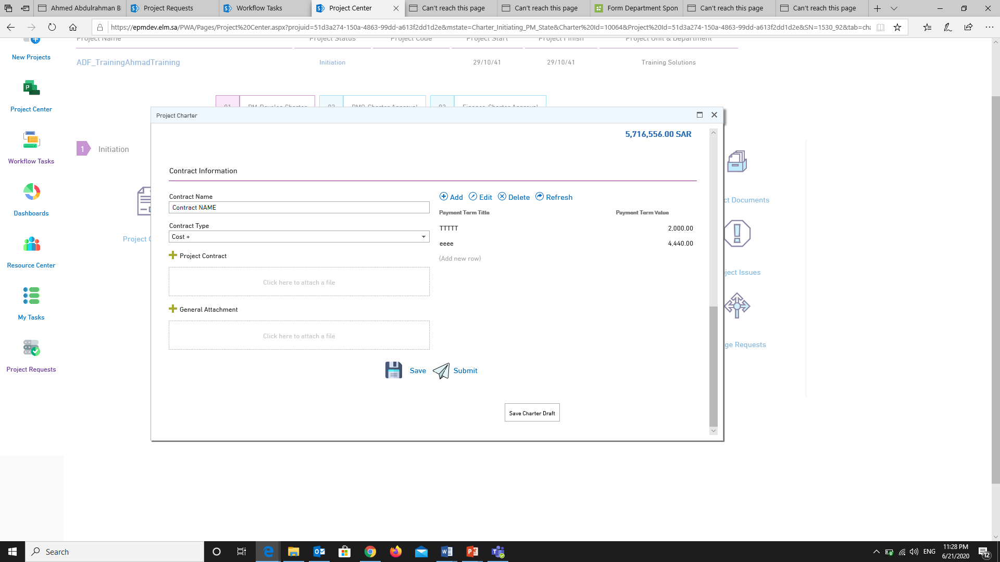 Ahmed Abdulrahman B
Project Requests
Workflow Tasks
Project Center
Can't reach this page
Can't reach this page
Form Department Spon
Can't reach this page
Can't reach this page
https://epmdev.elm.sa/PWA/Pages/Project%20Center.aspx?projuid=51d3a274-150a-4863-99dd-a613f2dd1d2e&mstate=Charter_Initiating_PM_State&Charter%20Id=10064&Project%20Id=51d3a274-150a-4863-99dd-a613f2dd1d2e&SN=1530_92&tab=cha
Project Name
Project Status
Project Code
Project Start
Project Finish
Project Unit & Department
ADF_TrainingAhmadTraining
Initiation
29/10/41
29/10/41
Training Solutions
New Projects
Project Center
Workflow Tasks
Dashboards
Resource Center
My Tasks
Project Requests
01
PM-Develop Charter
02
PMO-Charter Approval
03
Finance-Charter Approval
1
Initiation
Project C
Project Charter
5,716,556.00 SAR
Contract Information
Contract Name
Contract NAME
Contract Type
Cost +
Project Contract
Click here to attach a file
General Attachment
Click here to attach a file
Add
Edit
Delete
Refresh
Payment Term Title
Payment Term Value
TTTTT
2,000.00
eeee
4,440.00
(Add new row)
Save
Submit
Save Charter Draft
ct Documents
ject Issues
ge Requests
Search
ENG
11:28 PM
6/21/2020
12